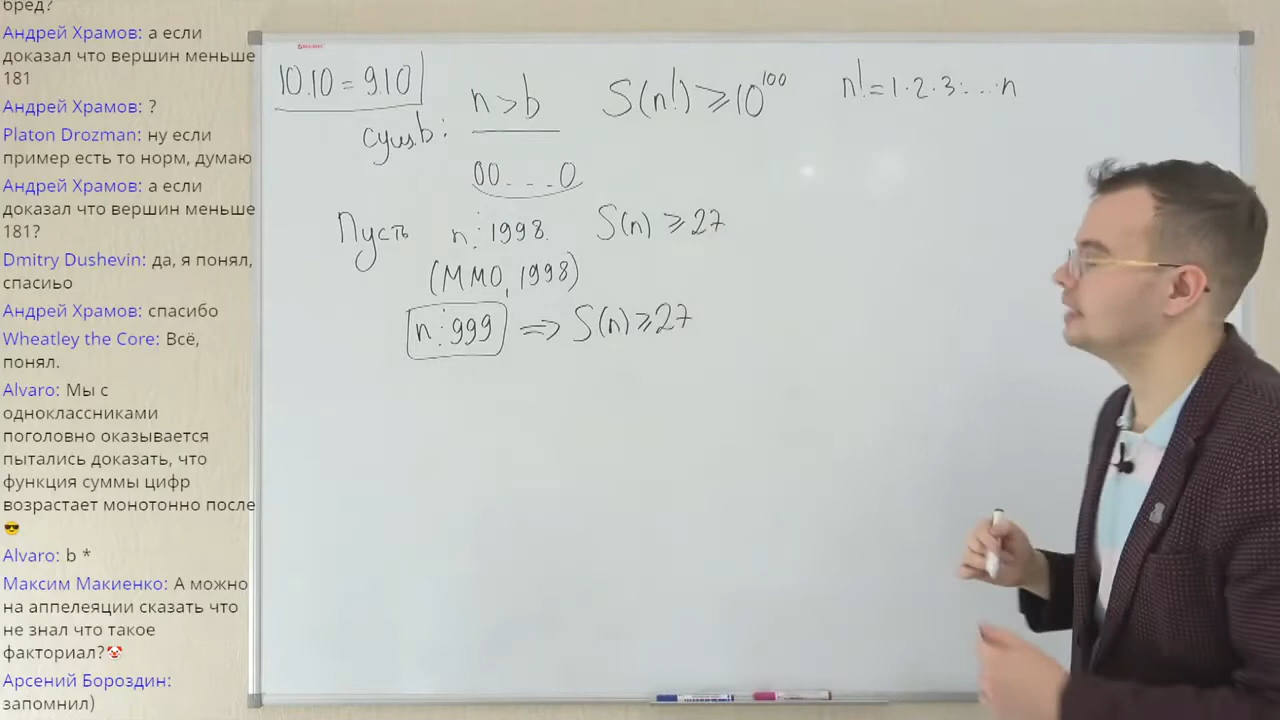 бред?
Андрей Храмов: а если
доказал что вершин меньше
181
Андрей Храмов: ?
Platon Drozman: ну если
пример есть то норм, думаю
Андрей Храмов: а если
доказал что вершин меньше
181?
Dmitry Dushevin: да, я понял,
спасиьо
Андрей Храмов: спасибо
Wheatley the Core: Всё,
понял.
Alvaro: Мы с
одноклассниками
поголовно оказывается
пытались доказать, что
функция суммы цифр
возрастает монотонно после
😎
Alvaro: b *
Максим Макиенко: А можно
на аппелеяции сказать что
не знал что такое
факториал?🤡
Арсений Бороздин:
запомнил)
10.10 = 9.10
n > b S(n!) ⩾ 10^100 n! = 1·2·3·...·n
сущ. b:
00...0
Пусть n ⋮ 1998. S(n) ⩾ 27
(ММО, 1998)
n ⋮ 999 ⇒ S(n) ⩾ 27